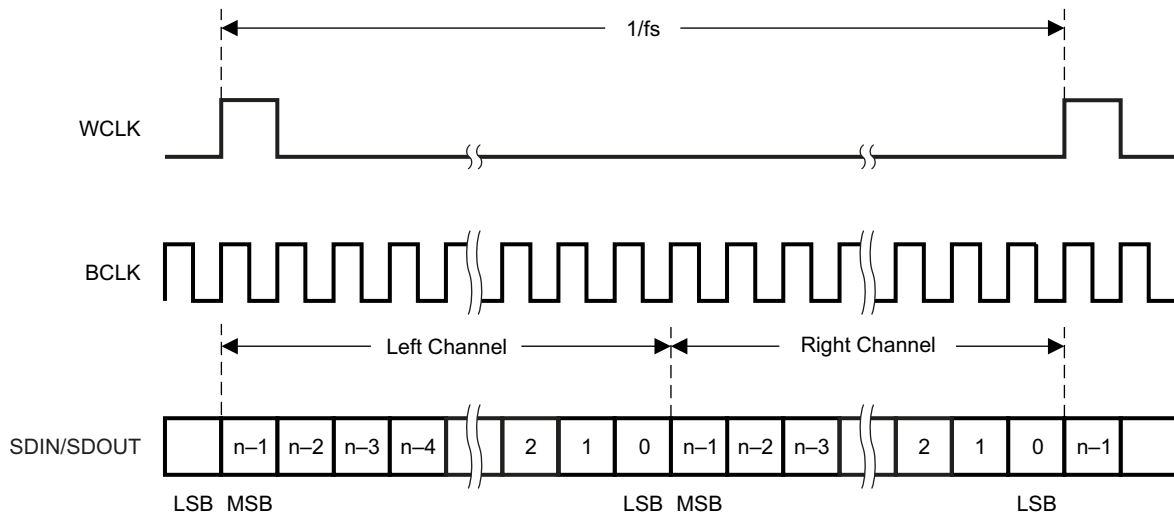 1/fs
WCLK
BCLK
Left Channel
Right Channel
SDIN/SDOUT n–1 n–2 n–3 n–4 2 1 0 n–1 n–2 n–3 2 1 0 n–1
LSB MSB LSB MSB LSB